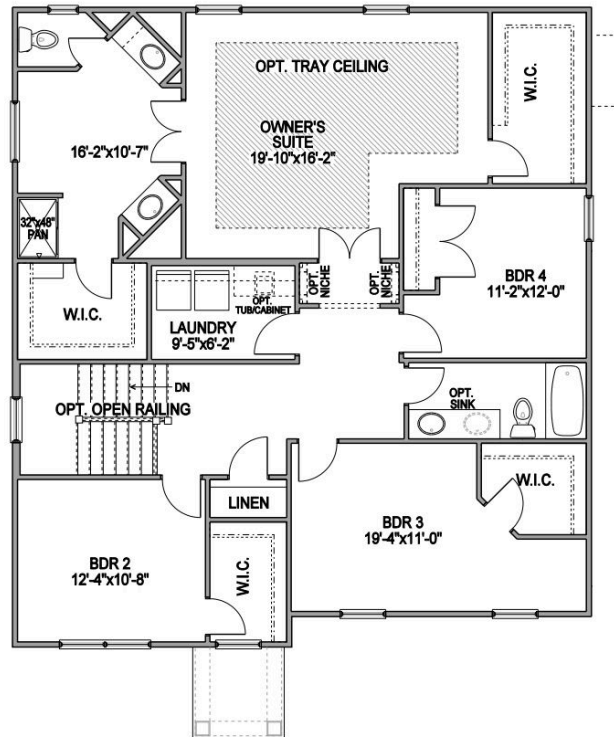 OPT. TRAY CEILING
W.I.C.
OWNER'S
SUITE
19'-10"x16'-2"
16'-2"x10'-7"
32"x48"
PAN
OPT.
NICHE
OPT.
NICHE
BDR 4
11'-2"x12'-0"
W.I.C.
OPT.
TUB/CABINET
LAUNDRY
9'-5"x6'-2"
DN
OPT. OPEN RAILING
OPT.
SINK
W.I.C.
LINEN
BDR 3
19'-4"x11'-0"
BDR 2
12'-4"x10'-8"
W.I.C.